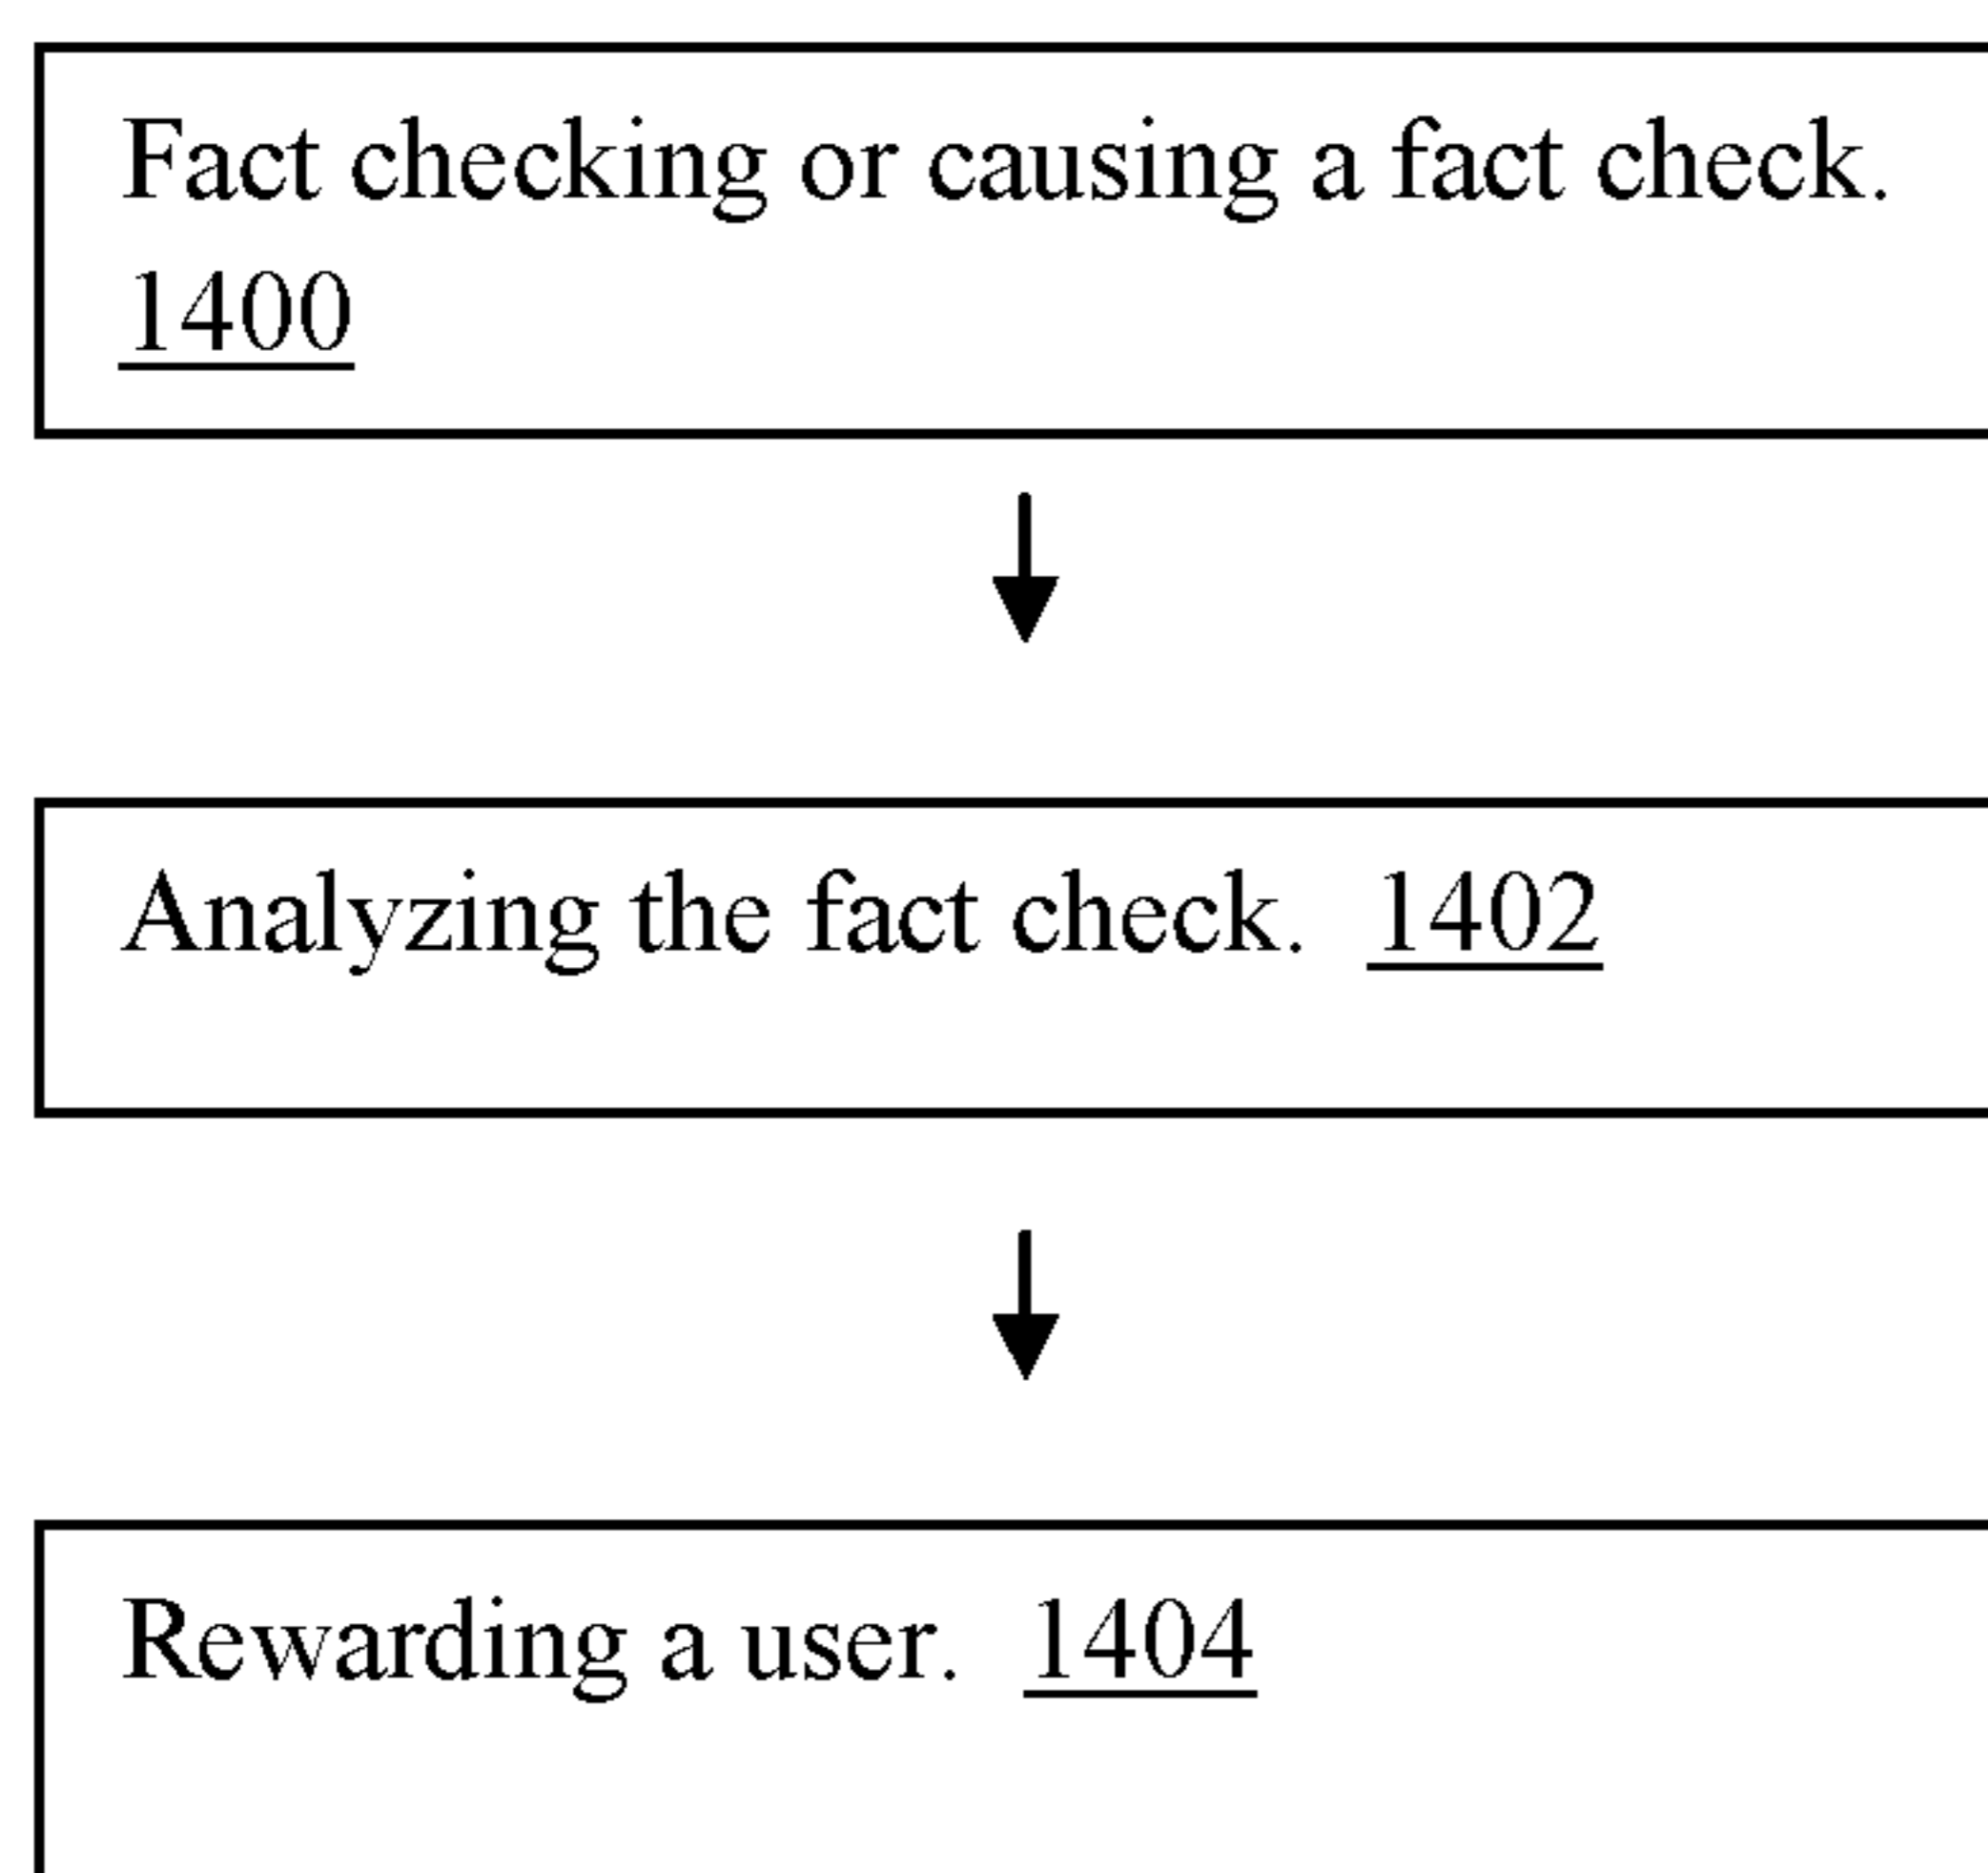 Fact checking or causing a fact check.
1400
Analyzing the fact check. 1402
Rewarding a user. 1404